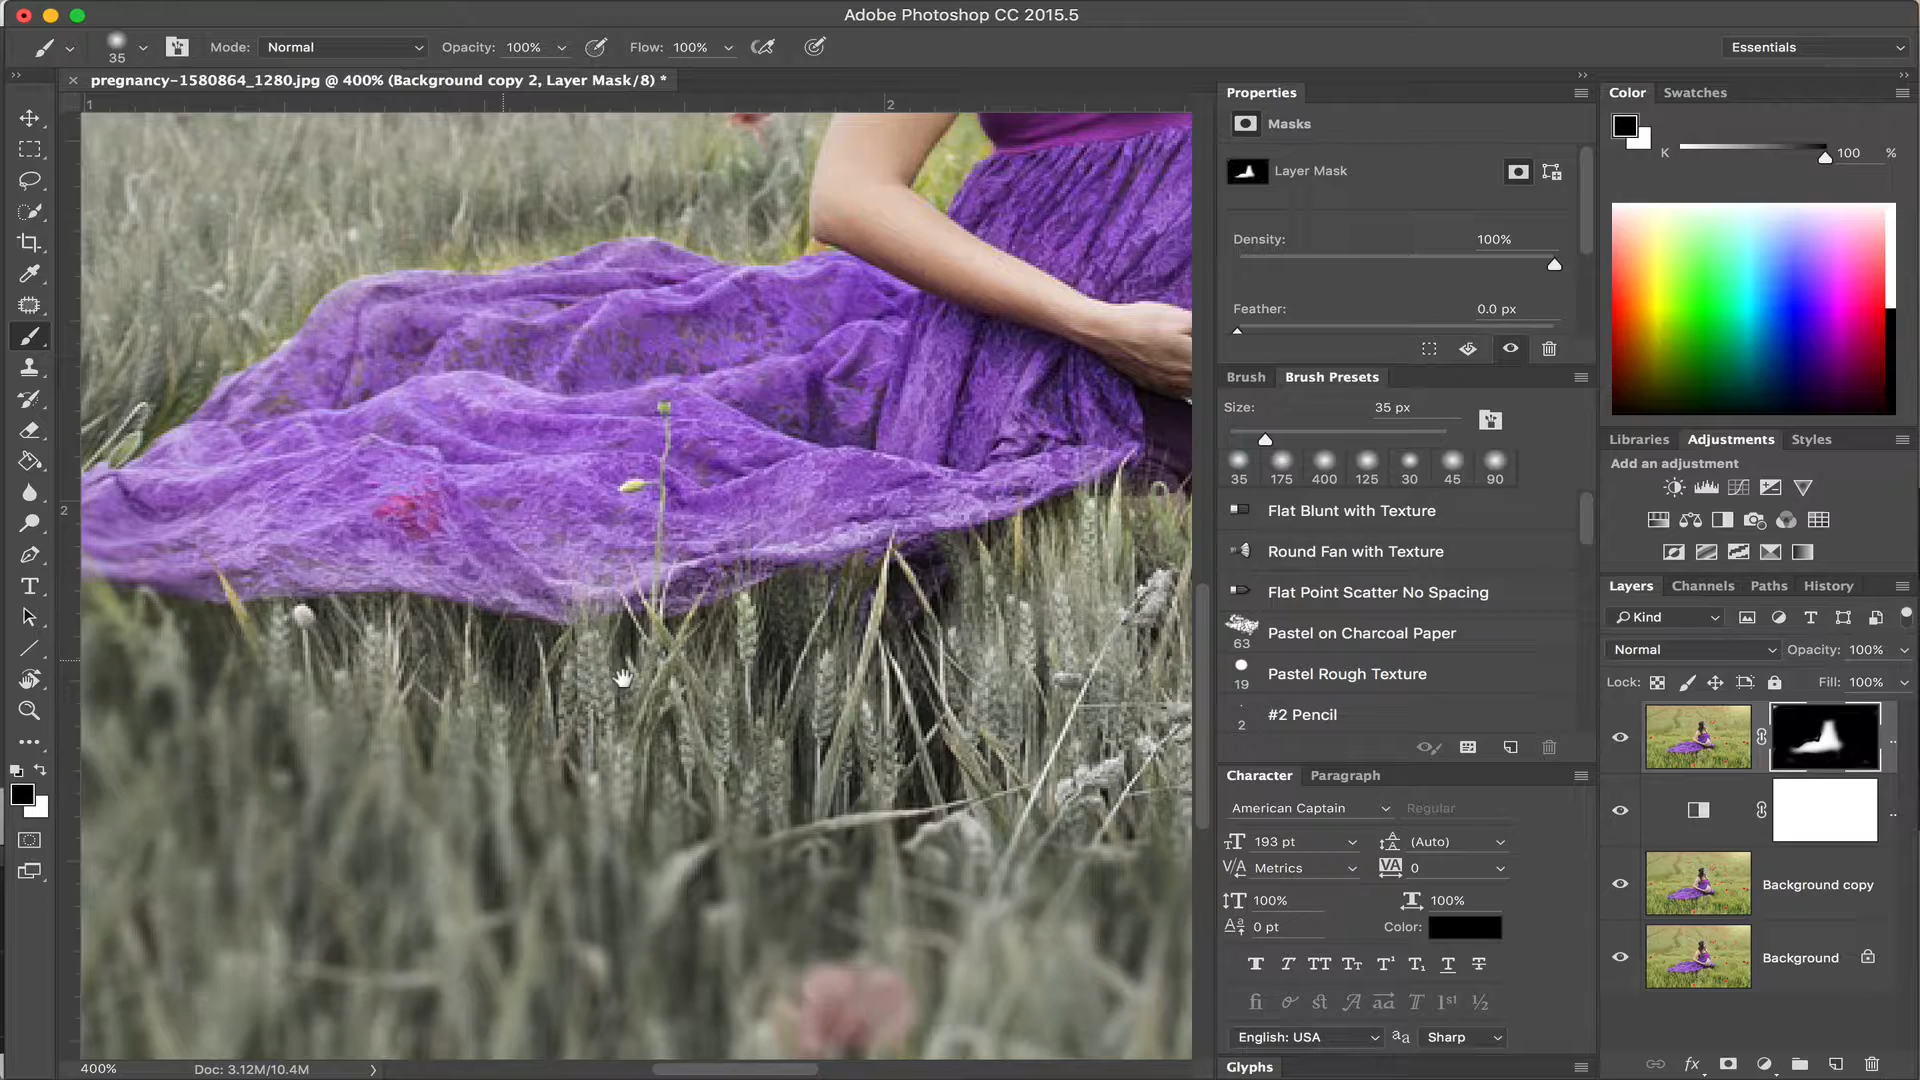 Adobe Photoshop CC 2015.5
35
Mode: Normal
Opacity: 100%
Flow: 100%
Essentials
pregnancy-1580864_1280.jpg @ 400% (Background copy 2, Layer Mask/8) *
1
2
2
400%
Doc: 3.12M/10.4M
Properties
Masks
Layer Mask
Density: 100%
Feather: 0.0 px
Brush
Brush Presets
Size: 35 px
35 175 400 125 30 45 90
Flat Blunt with Texture
Round Fan with Texture
Flat Point Scatter No Spacing
Pastel on Charcoal Paper
63
Pastel Rough Texture
19
#2 Pencil
2
Character
Paragraph
American Captain
Regular
193 pt
(Auto)
Metrics
0
100%
100%
0 pt
Color:
English: USA
Sharp
Glyphs
Color
Swatches
K 100 %
Libraries
Adjustments
Styles
Add an adjustment
Layers
Channels
Paths
History
Kind
Normal
Opacity: 100%
Lock:
Fill: 100%
Background copy
Background